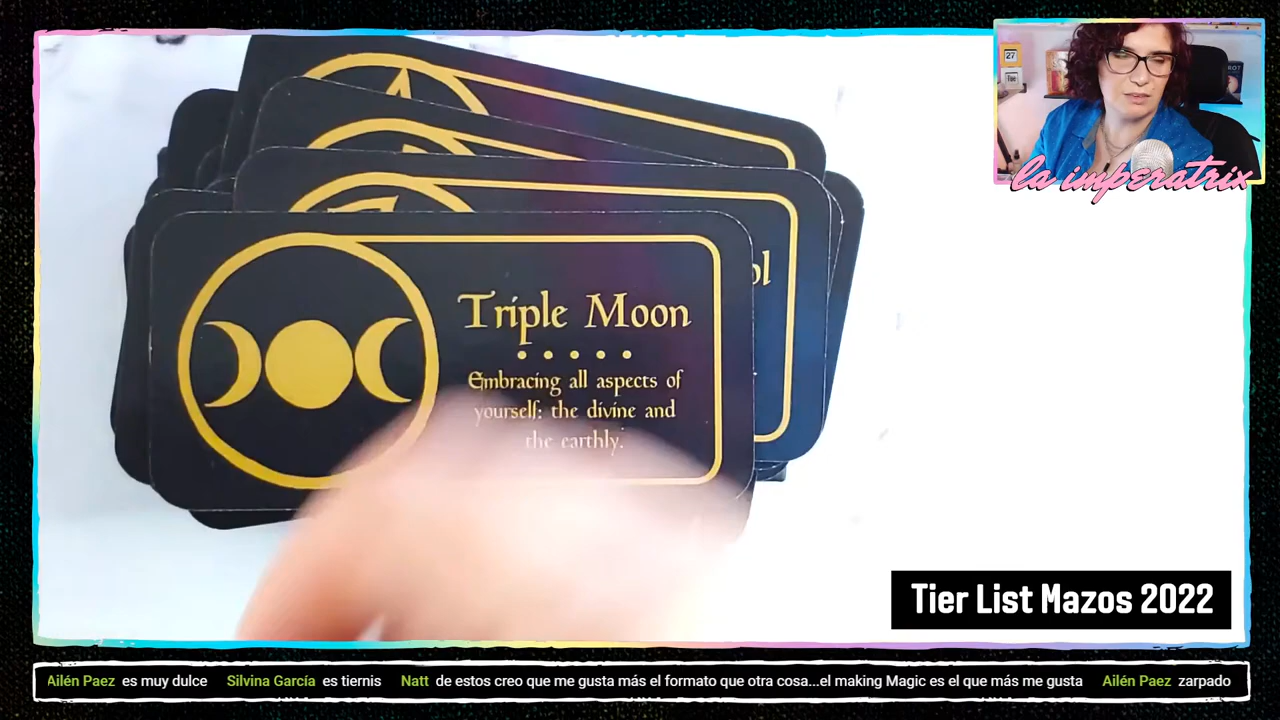 la imperatrix
27
Triple Moon
Embracing all aspects of
yourself: the divine and
the earthly.
ol
Tier List Mazos 2022
Ailén Paez es muy dulce Silvina García es tiernis Natt de estos creo que me gusta más el formato que otra cosa...el making Magic es el que más me gusta Ailén Paez zarpado